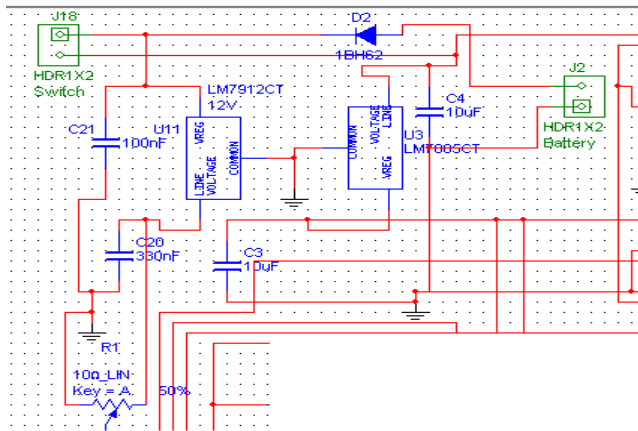 J18
HDR1X2
Switch
D2
1BH62
LM7912CT
12V
C21
100nF
U11
VREG
COMMON
LINE
VOLTAGE
C4
10uF
J2
HDR1X2
Battery
LINE
VOLTAGE
COMMON
VREG
U3
LM7805CT
C20
330nF
C3
10uF
R1
10Ω_LIN
Key = A
50%